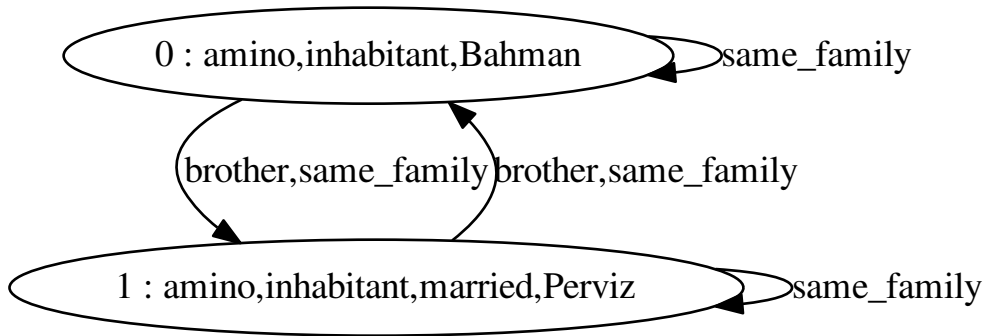 0 : amino,inhabitant,Bahman
same_family
brother,same_family
brother,same_family
1 : amino,inhabitant,married,Perviz
same_family